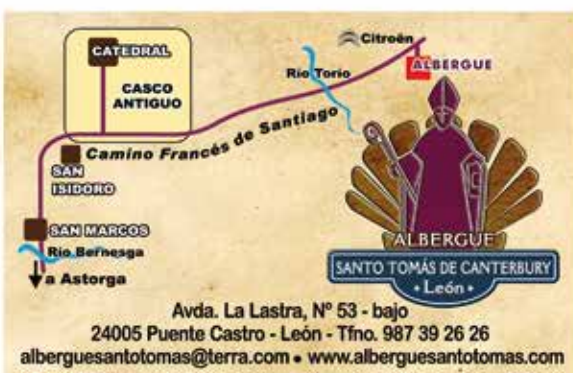 Citroën
CATEDRAL
ALBERGUE
Río Torío
CASCO
ANTIGUO
Camino Francés de Santiago
SAN
ISIDORO
SAN MARCOS
Río Bernesga
a Astorga
ALBERGUE
SANTO TOMÁS DE CANTERBURY
• León •
Avda. La Lastra, Nº 53 - bajo
24005 Puente Castro - León - Tfno. 987 39 26 26
alberguesantotomas@terra.com • www.alberguesantotomas.com